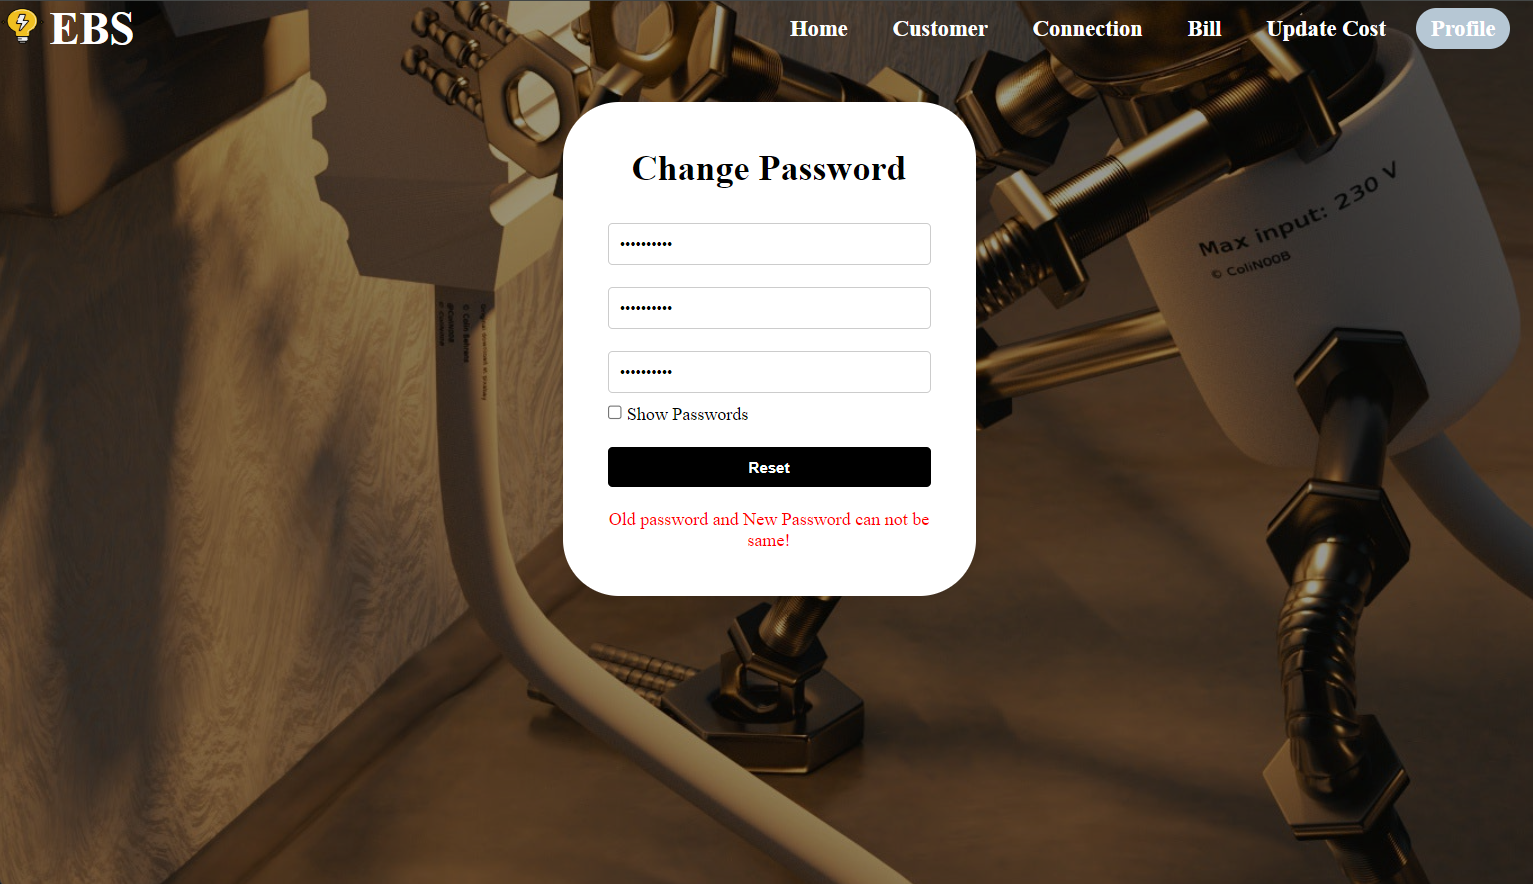 EBS
Home Customer Connection Bill Update Cost Profile
Change Password
••••••••••
••••••••••
••••••••••
Show Passwords
Reset
Old password and New Password can not be
same!
Max input: 230 V
© ColiN00B